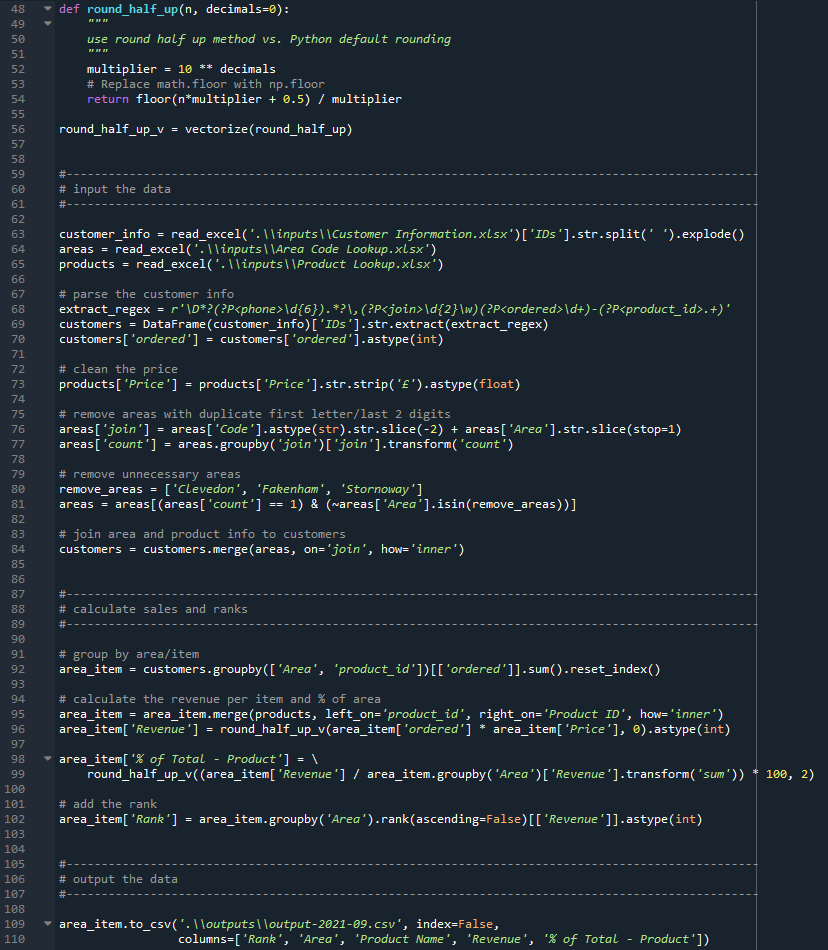 48 def round_half_up(n, decimals=0):
49     """
50     use round half up method vs. Python default rounding
51     """
52     multiplier = 10 ** decimals
53     # Replace math.floor with np.floor
54     return floor(n*multiplier + 0.5) / multiplier
55
56 round_half_up_v = vectorize(round_half_up)
57
58
59 #---------------------------------------------------------------------------------------------------
60 # input the data
61 #---------------------------------------------------------------------------------------------------
62
63 customer_info = read_excel('.\\inputs\\Customer Information.xlsx')['IDs'].str.split(' ').explode()
64 areas = read_excel('.\\inputs\\Area Code Lookup.xlsx')
65 products = read_excel('.\\inputs\\Product Lookup.xlsx')
66
67 # parse the customer info
68 extract_regex = r'\D*?(?P<phone>\d{6}).*?\,(?P<join>\d{2}\w)(?P<ordered>\d+)-(?P<product_id>.+)'
69 customers = DataFrame(customer_info)['IDs'].str.extract(extract_regex)
70 customers['ordered'] = customers['ordered'].astype(int)
71
72 # clean the price
73 products['Price'] = products['Price'].str.strip('£').astype(float)
74
75 # remove areas with duplicate first letter/last 2 digits
76 areas['join'] = areas['Code'].astype(str).str.slice(-2) + areas['Area'].str.slice(stop=1)
77 areas['count'] = areas.groupby('join')['join'].transform('count')
78
79 # remove unnecessary areas
80 remove_areas = ['Clevedon', 'Fakenham', 'Stornoway']
81 areas = areas[(areas['count'] == 1) & (~areas['Area'].isin(remove_areas))]
82
83 # join area and product info to customers
84 customers = customers.merge(areas, on='join', how='inner')
85
86
87 #---------------------------------------------------------------------------------------------------
88 # calculate sales and ranks
89 #---------------------------------------------------------------------------------------------------
90
91 # group by area/item
92 area_item = customers.groupby(['Area', 'product_id'])[['ordered']].sum().reset_index()
93
94 # calculate the revenue per item and % of area
95 area_item = area_item.merge(products, left_on='product_id', right_on='Product ID', how='inner')
96 area_item['Revenue'] = round_half_up_v(area_item['ordered'] * area_item['Price'], 0).astype(int)
97
98 area_item['% of Total - Product'] = \
99     round_half_up_v((area_item['Revenue'] / area_item.groupby('Area')['Revenue'].transform('sum')) * 100, 2)
100
101 # add the rank
102 area_item['Rank'] = area_item.groupby('Area').rank(ascending=False)[['Revenue']].astype(int)
103
104
105 #---------------------------------------------------------------------------------------------------
106 # output the data
107 #---------------------------------------------------------------------------------------------------
108
109 area_item.to_csv('.\\outputs\\output-2021-09.csv', index=False,
110                  columns=['Rank', 'Area', 'Product Name', 'Revenue', '% of Total - Product'])